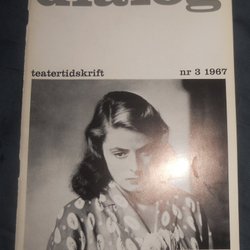 dialog
teatertidskrift nr 3 1967